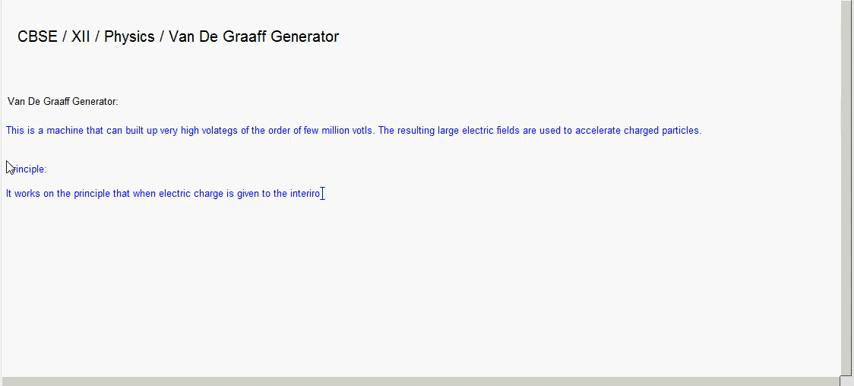 CBSE / XII / Physics / Van De Graaff Generator
Van De Graaff Generator:
This is a machine that can built up very high volategs of the order of few million votls. The resulting large electric fields are used to accelerate charged particles.
Principle:
It works on the principle that when electric charge is given to the interiro